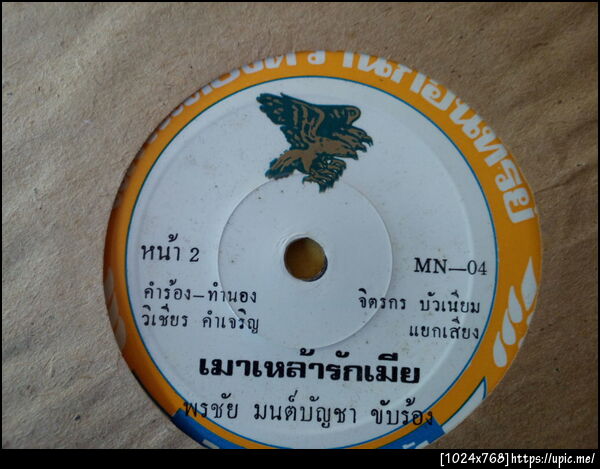 หน้า 2
MN—04
คำร้อง—ทำนอง
วิเชียร คำเจริญ
จิตรกร บัวเนียม
แยกเสียง
เมาเหล้ารักเมีย
พรชัย มนต์บัญชา ขับร้อง
[1024x768]https://upic.me/